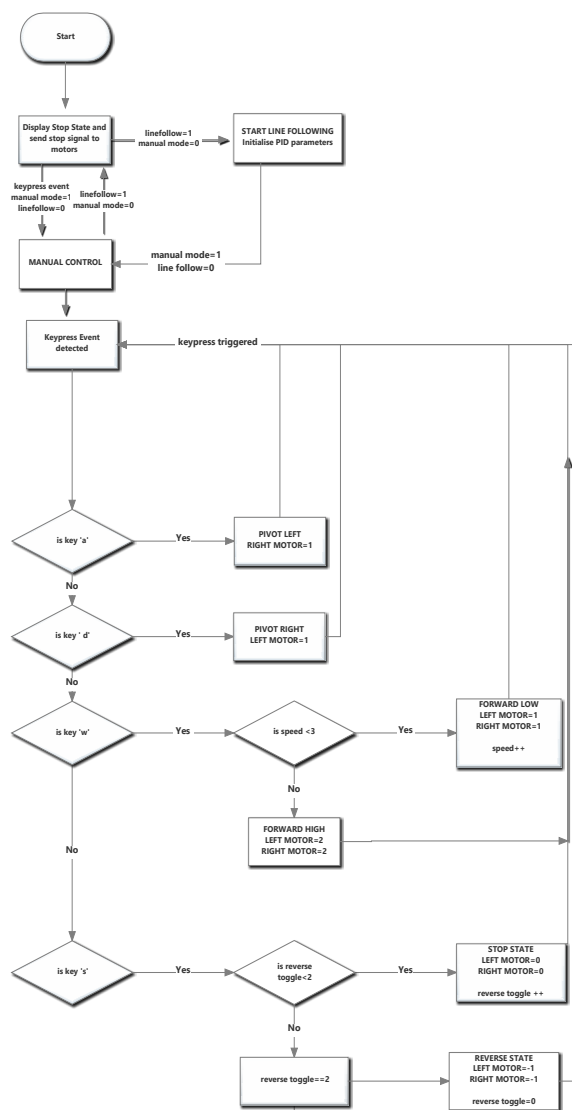 Start
Display Stop State and
send stop signal to
motors
linefollow=1
manual mode=0
START LINE FOLLOWING
Initialise PID parameters
keypress event
manual mode=1
linefollow=0
linefollow=1
manual mode=0
MANUAL CONTROL
manual mode=1
line follow=0
Keypress Event
detected
keypress triggered
is key 'a'
Yes
PIVOT LEFT
RIGHT MOTOR=1
No
is key ' d'
Yes
PIVOT RIGHT
LEFT MOTOR=1
No
is key 'w'
Yes
is speed <3
Yes
FORWARD LOW
LEFT MOTOR=1
RIGHT MOTOR=1
speed++
No
FORWARD HIGH
LEFT MOTOR=2
RIGHT MOTOR=2
No
is key 's'
Yes
is reverse
toggle<2
Yes
STOP STATE
LEFT MOTOR=0
RIGHT MOTOR=0
reverse toggle ++
No
reverse toggle==2
REVERSE STATE
LEFT MOTOR=-1
RIGHT MOTOR=-1
reverse toggle=0